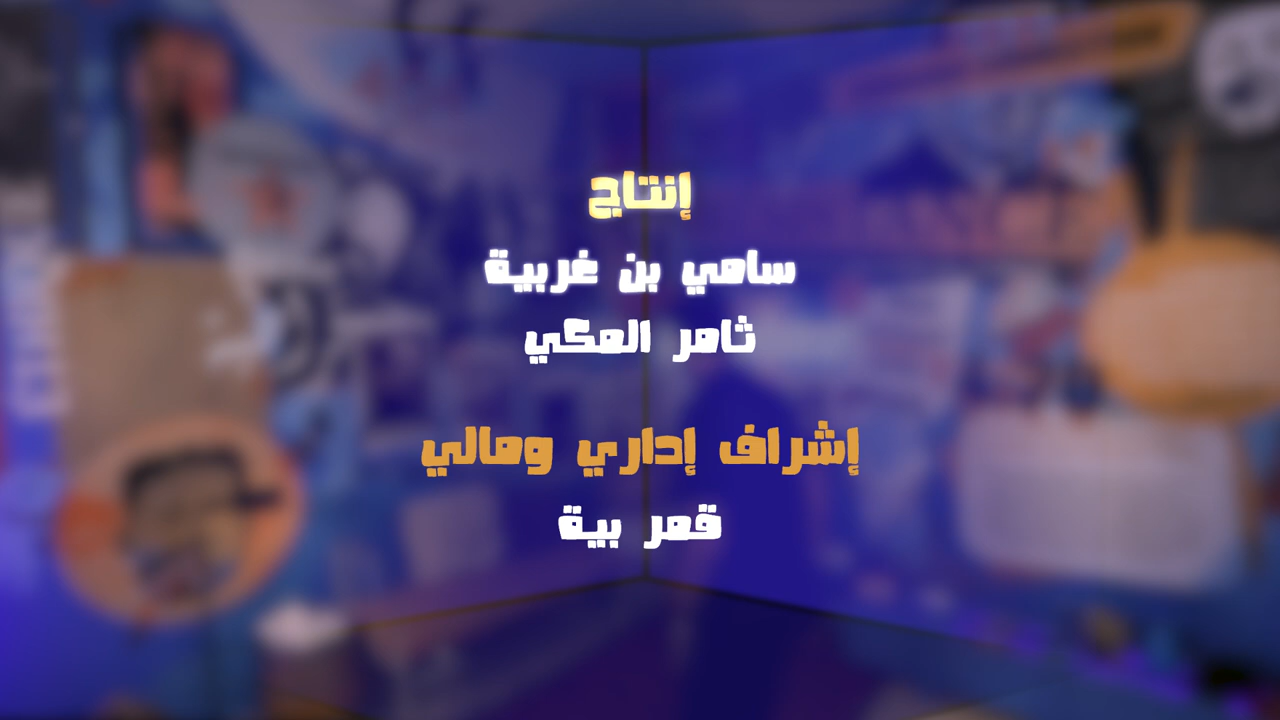 إنتاج
سامي بن غربية
ثامر المكي
إشراف إداري ومالي
قمر بية